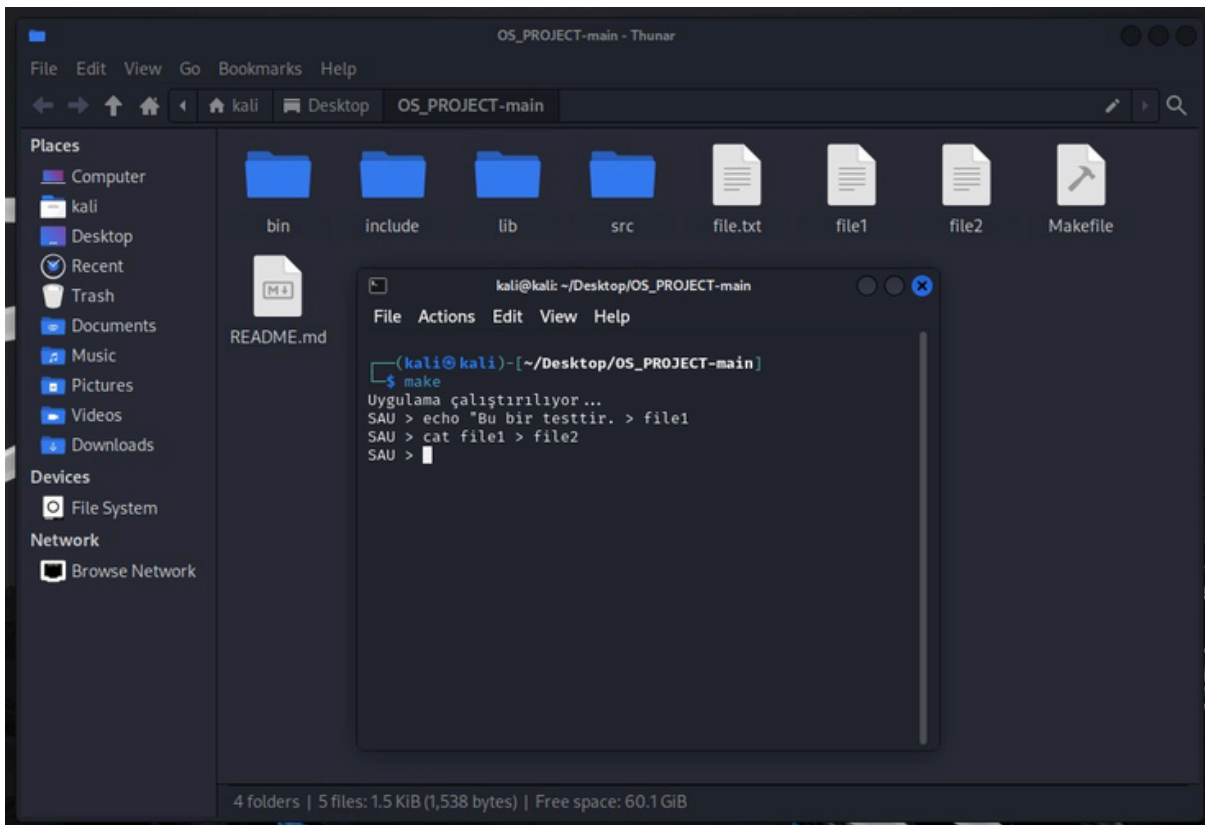 OS_PROJECT-main - Thunar
File Edit View Go Bookmarks Help
kali Desktop OS_PROJECT-main
Places
Computer
kali
Desktop
Recent
Trash
Documents
Music
Pictures
Videos
Downloads
Devices
File System
Network
Browse Network
bin include lib src file.txt file1 file2 Makefile
README.md
kali@kali: ~/Desktop/OS_PROJECT-main
File Actions Edit View Help
(kali㉿kali)-[~/Desktop/OS_PROJECT-main]
$ make
Uygulama çalıştırılıyor...
SAU > echo "Bu bir testtir. > file1
SAU > cat file1 > file2
SAU >
4 folders | 5 files: 1.5 KiB (1,538 bytes) | Free space: 60.1 GiB